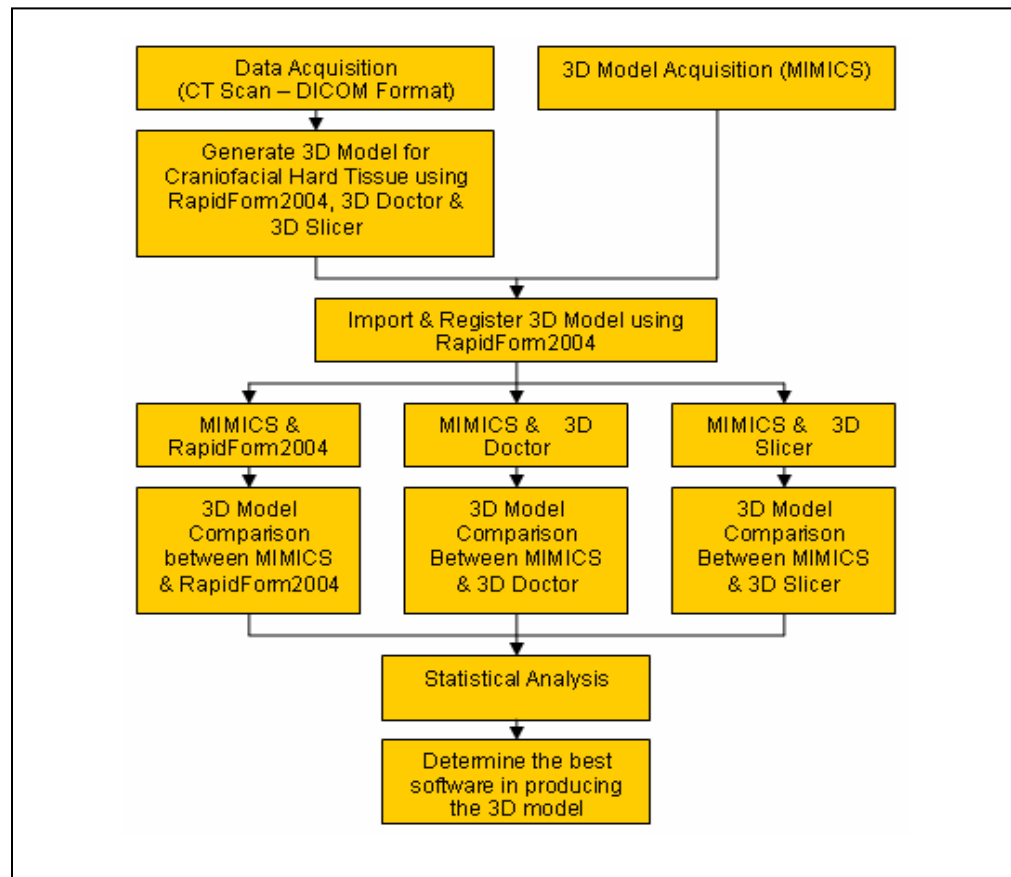 Data Acquisition
(CT Scan – DICOM Format)
3D Model Acquisition (MIMICS)
Generate 3D Model for
Craniofacial Hard Tissue using
RapidForm2004, 3D Doctor &
3D Slicer
Import & Register 3D Model using
RapidForm2004
MIMICS &
RapidForm2004
MIMICS & 3D
Doctor
MIMICS & 3D
Slicer
3D Model
Comparison
between MIMICS
& RapidForm2004
3D Model
Comparison
Between MIMICS
& 3D Doctor
3D Model
Comparison
Between MIMICS
& 3D Slicer
Statistical Analysis
Determine the best
software in producing
the 3D model